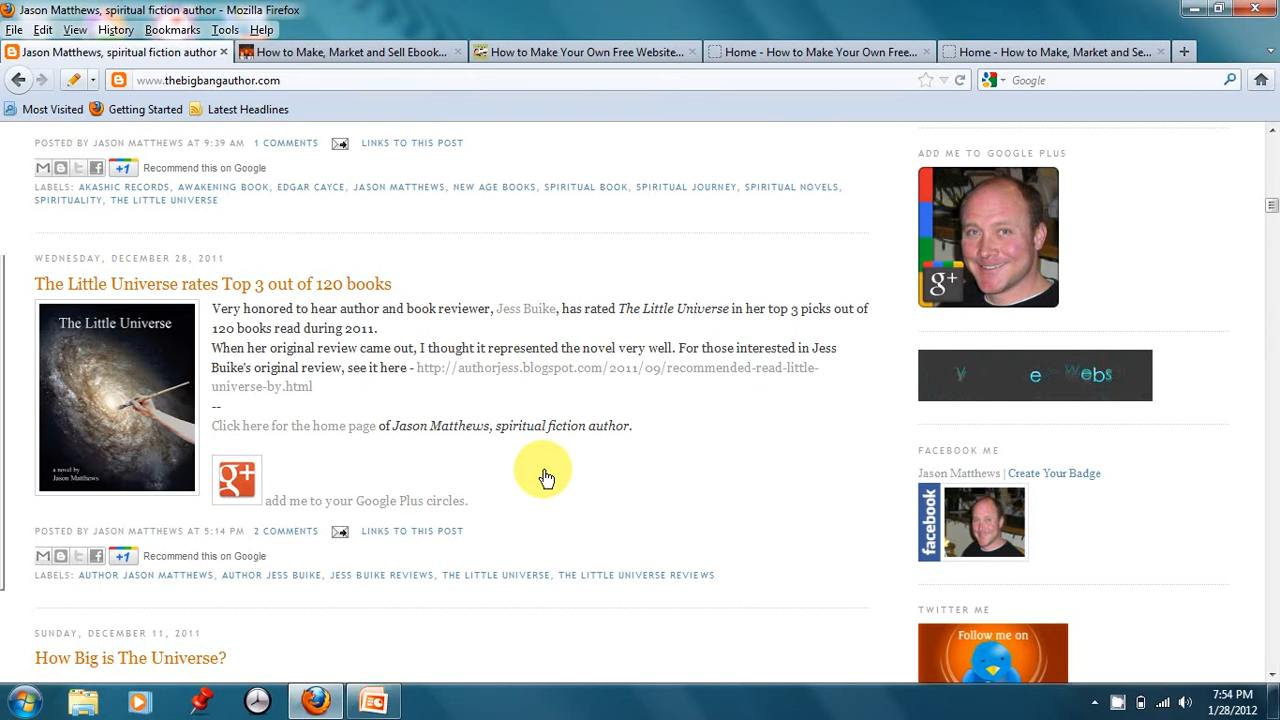 Jason Matthews, spiritual fiction author - Mozilla Firefox
File Edit View History Bookmarks Tools Help
Jason Matthews, spiritual fiction author × How to Make, Market and Sell Ebook... × How to Make Your Own Free Website... × Home - How to Make Your Own Free... × Home - How to Make, Market and Se... ×
www.thebigbangauthor.com
Google
Most Visited Getting Started Latest Headlines
POSTED BY JASON MATTHEWS AT 9:39 AM 1 COMMENTS LINKS TO THIS POST
+1 Recommend this on Google
LABELS: AKASHIC RECORDS, AWAKENING BOOK, EDGAR CAYCE, JASON MATTHEWS, NEW AGE BOOKS, SPIRITUAL BOOK, SPIRITUAL JOURNEY, SPIRITUAL NOVELS,
SPIRITUALITY, THE LITTLE UNIVERSE
WEDNESDAY, DECEMBER 28, 2011
The Little Universe rates Top 3 out of 120 books
The Little Universe
a novel by
Jason Matthews
Very honored to hear author and book reviewer, Jess Buike, has rated The Little Universe in her top 3 picks out of
120 books read during 2011.
When her original review came out, I thought it represented the novel very well. For those interested in Jess
Buike's original review, see it here - http://authorjess.blogspot.com/2011/09/recommended-read-little-
universe-by.html
--
Click here for the home page of Jason Matthews, spiritual fiction author.
g+ add me to your Google Plus circles.
POSTED BY JASON MATTHEWS AT 5:14 PM 2 COMMENTS LINKS TO THIS POST
+1 Recommend this on Google
LABELS: AUTHOR JASON MATTHEWS, AUTHOR JESS BUIKE, JESS BUIKE REVIEWS, THE LITTLE UNIVERSE, THE LITTLE UNIVERSE REVIEWS
SUNDAY, DECEMBER 11, 2011
How Big is The Universe?
ADD ME TO GOOGLE PLUS
g+
FACEBOOK ME
Jason Matthews | Create Your Badge
facebook
TWITTER ME
Follow me on
7:54 PM
1/28/2012